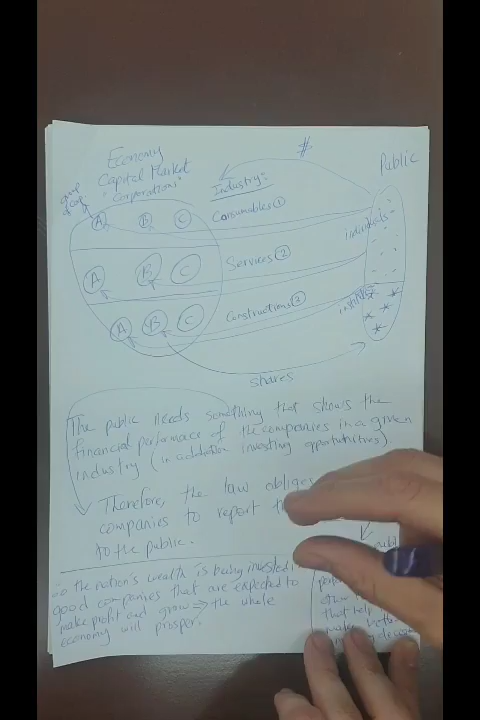 Economy
Capital Market
"Corporations"
$
Public
group of
A B C
Industry:-
Consumables ①
individuals
A B C
Services ②
A B C
Constructions ③
shares
The public needs something that shows the
financial performance of the companies in a given
industry (in addition investing opportunities)
Therefore, the law obliges
companies to report
to the public.
∴ the nation's wealth is being invested in
good companies that are expected to
make profit and grow ⇒ the whole
economy will prosper.
that help